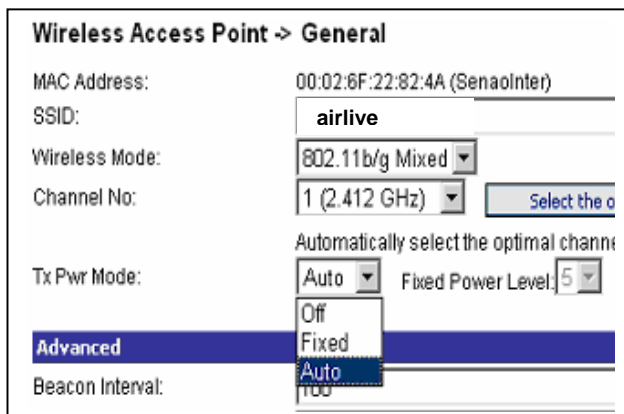 Wireless Access Point -> General
MAC Address: 00:02:6F:22:82:4A (SenaoInter)
SSID: airlive
Wireless Mode: 802.11b/g Mixed
Channel No: 1 (2.412 GHz) Select the o
Automatically select the optimal channe
Tx Pwr Mode: Auto Fixed Power Level: 5
Off
Fixed
Advanced
Auto
Beacon Interval: 100